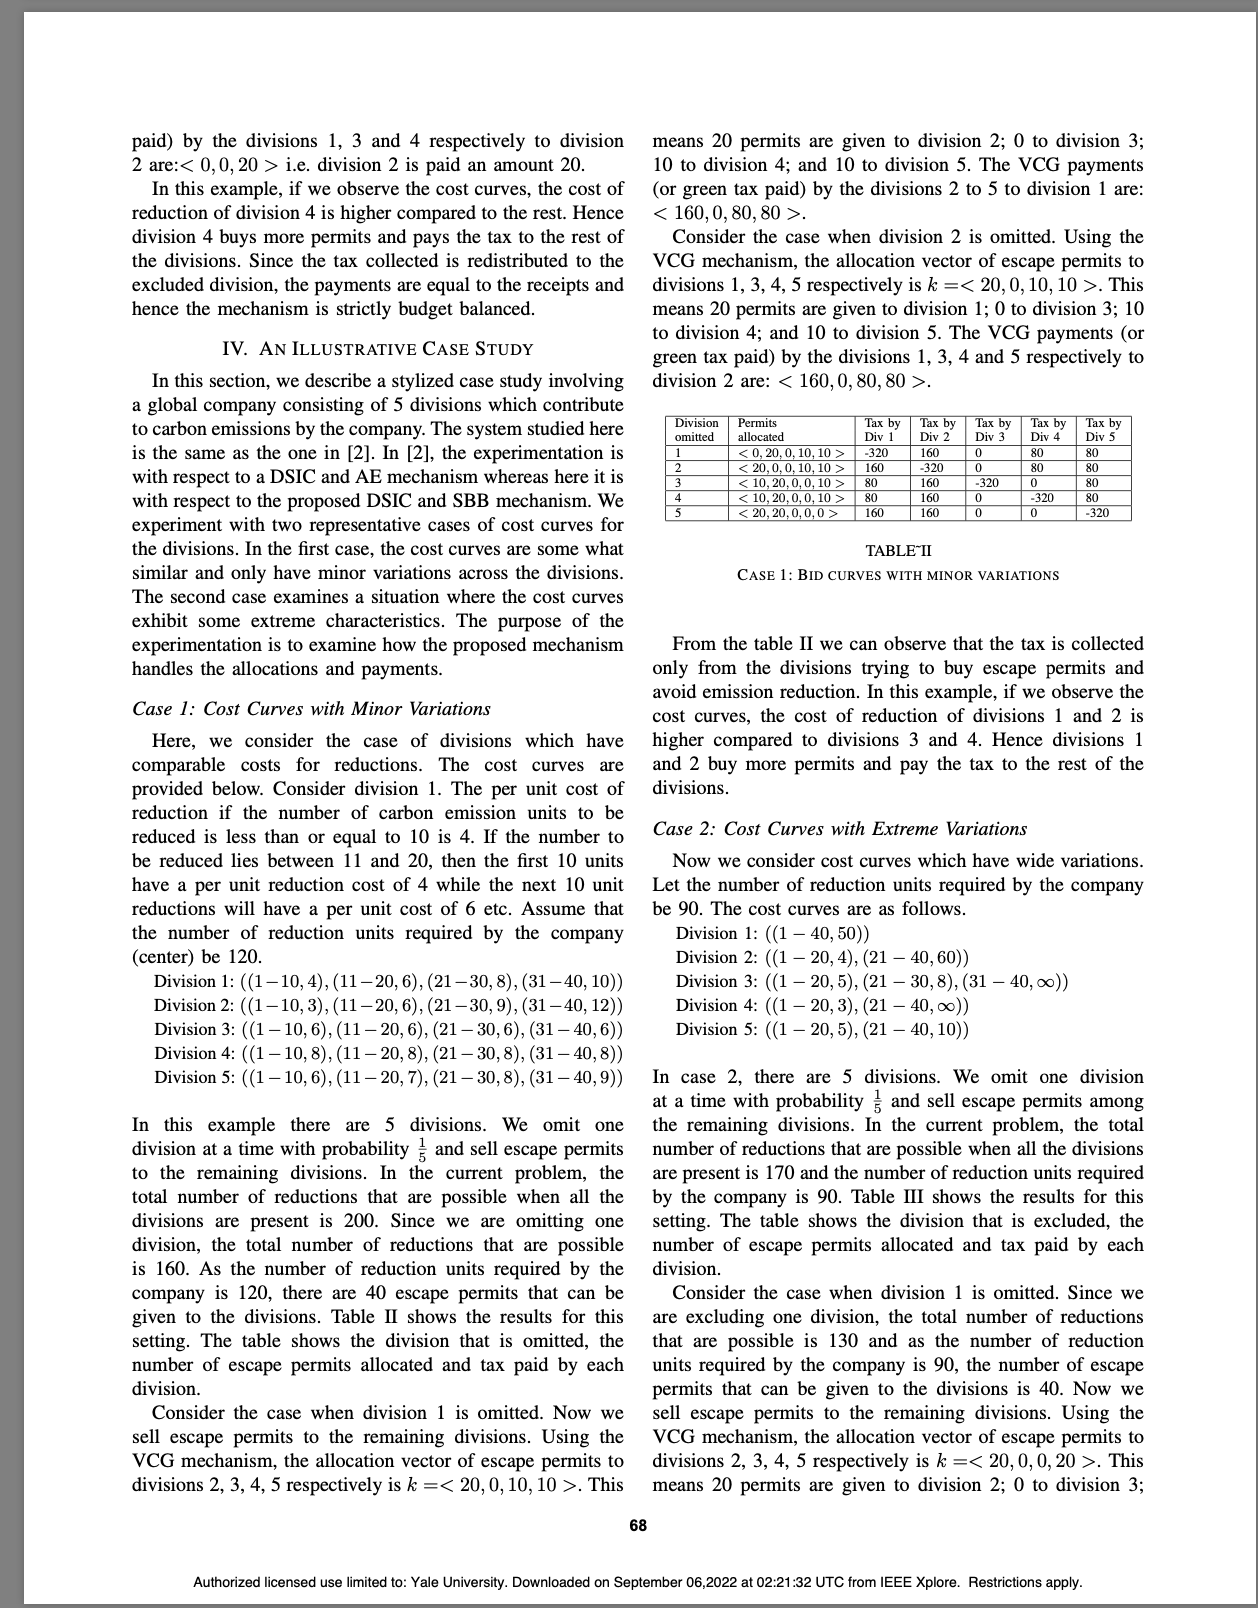 paid) by the divisions 1, 3 and 4 respectively to division
2 are:< 0, 0, 20 > i.e. division 2 is paid an amount 20.
In this example, if we observe the cost curves, the cost of
reduction of division 4 is higher compared to the rest. Hence
division 4 buys more permits and pays the tax to the rest of
the divisions. Since the tax collected is redistributed to the
excluded division, the payments are equal to the receipts and
hence the mechanism is strictly budget balanced.
IV. AN ILLUSTRATIVE CASE STUDY
In this section, we describe a stylized case study involving
a global company consisting of 5 divisions which contribute
to carbon emissions by the company. The system studied here
is the same as the one in [2]. In [2], the experimentation is
with respect to a DSIC and AE mechanism whereas here it is
with respect to the proposed DSIC and SBB mechanism. We
experiment with two representative cases of cost curves for
the divisions. In the first case, the cost curves are some what
similar and only have minor variations across the divisions.
The second case examines a situation where the cost curves
exhibit some extreme characteristics. The purpose of the
experimentation is to examine how the proposed mechanism
handles the allocations and payments.
Case 1: Cost Curves with Minor Variations
Here, we consider the case of divisions which have
comparable costs for reductions. The cost curves are
provided below. Consider division 1. The per unit cost of
reduction if the number of carbon emission units to be
reduced is less than or equal to 10 is 4. If the number to
be reduced lies between 11 and 20, then the first 10 units
have a per unit reduction cost of 4 while the next 10 unit
reductions will have a per unit cost of 6 etc. Assume that
the number of reduction units required by the company
(center) be 120.
Division 1: ((1−10, 4), (11−20, 6), (21−30, 8), (31−40, 10))
Division 2: ((1−10, 3), (11−20, 6), (21−30, 9), (31−40, 12))
Division 3: ((1−10, 6), (11−20, 6), (21−30, 6), (31−40, 6))
Division 4: ((1−10, 8), (11−20, 8), (21−30, 8), (31−40, 8))
Division 5: ((1−10, 6), (11−20, 7), (21−30, 8), (31−40, 9))
In this example there are 5 divisions. We omit one
division at a time with probability 1/5 and sell escape permits
to the remaining divisions. In the current problem, the
total number of reductions that are possible when all the
divisions are present is 200. Since we are omitting one
division, the total number of reductions that are possible
is 160. As the number of reduction units required by the
company is 120, there are 40 escape permits that can be
given to the divisions. Table II shows the results for this
setting. The table shows the division that is omitted, the
number of escape permits allocated and tax paid by each
division.
Consider the case when division 1 is omitted. Now we
sell escape permits to the remaining divisions. Using the
VCG mechanism, the allocation vector of escape permits to
divisions 2, 3, 4, 5 respectively is k =< 20, 0, 10, 10 >. This
means 20 permits are given to division 2; 0 to division 3;
10 to division 4; and 10 to division 5. The VCG payments
(or green tax paid) by the divisions 2 to 5 to division 1 are:
< 160, 0, 80, 80 >.
Consider the case when division 2 is omitted. Using the
VCG mechanism, the allocation vector of escape permits to
divisions 1, 3, 4, 5 respectively is k =< 20, 0, 10, 10 >. This
means 20 permits are given to division 1; 0 to division 3; 10
to division 4; and 10 to division 5. The VCG payments (or
green tax paid) by the divisions 1, 3, 4 and 5 respectively to
division 2 are: < 160, 0, 80, 80 >.
Division Permits Tax by Tax by Tax by Tax by Tax by
omitted allocated Div 1 Div 2 Div 3 Div 4 Div 5
1 < 0, 20, 0, 10, 10 > -320 160 0 80 80
2 < 20, 0, 0, 10, 10 > 160 -320 0 80 80
3 < 10, 20, 0, 0, 10 > 80 160 -320 0 80
4 < 10, 20, 0, 0, 10 > 80 160 0 -320 80
5 < 20, 20, 0, 0, 0 > 160 160 0 0 -320
TABLE˜II
CASE 1: BID CURVES WITH MINOR VARIATIONS
From the table II we can observe that the tax is collected
only from the divisions trying to buy escape permits and
avoid emission reduction. In this example, if we observe the
cost curves, the cost of reduction of divisions 1 and 2 is
higher compared to divisions 3 and 4. Hence divisions 1
and 2 buy more permits and pay the tax to the rest of the
divisions.
Case 2: Cost Curves with Extreme Variations
Now we consider cost curves which have wide variations.
Let the number of reduction units required by the company
be 90. The cost curves are as follows.
Division 1: ((1 − 40, 50))
Division 2: ((1 − 20, 4), (21 − 40, 60))
Division 3: ((1 − 20, 5), (21 − 30, 8), (31 − 40, ∞))
Division 4: ((1 − 20, 3), (21 − 40, ∞))
Division 5: ((1 − 20, 5), (21 − 40, 10))
In case 2, there are 5 divisions. We omit one division
at a time with probability 1/5 and sell escape permits among
the remaining divisions. In the current problem, the total
number of reductions that are possible when all the divisions
are present is 170 and the number of reduction units required
by the company is 90. Table III shows the results for this
setting. The table shows the division that is excluded, the
number of escape permits allocated and tax paid by each
division.
Consider the case when division 1 is omitted. Since we
are excluding one division, the total number of reductions
that are possible is 130 and as the number of reduction
units required by the company is 90, the number of escape
permits that can be given to the divisions is 40. Now we
sell escape permits to the remaining divisions. Using the
VCG mechanism, the allocation vector of escape permits to
divisions 2, 3, 4, 5 respectively is k =< 20, 0, 0, 20 >. This
means 20 permits are given to division 2; 0 to division 3;
68
Authorized licensed use limited to: Yale University. Downloaded on September 06,2022 at 02:21:32 UTC from IEEE Xplore. Restrictions apply.